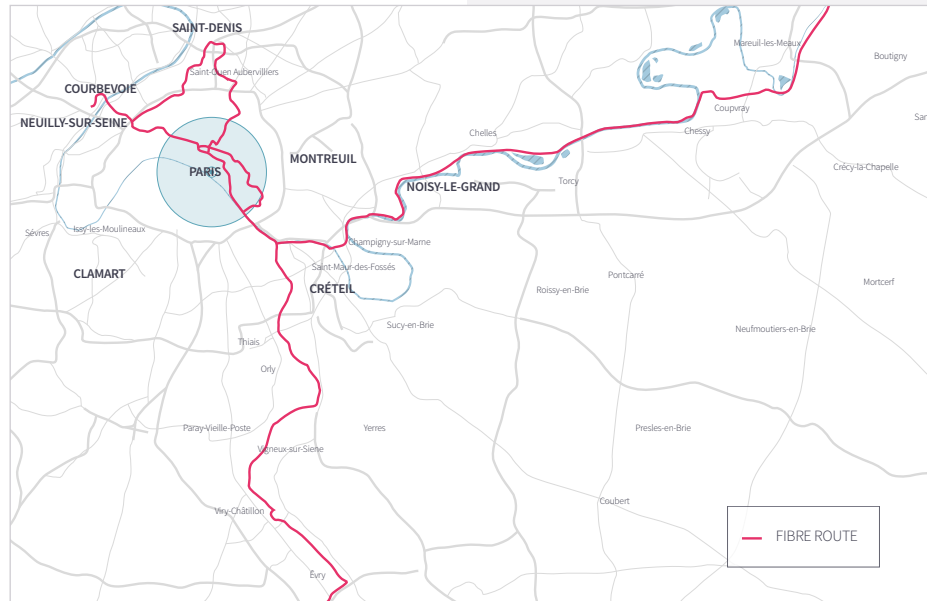 SAINT-DENIS
Mareuil-les-Meaux
Boutigny
Saint-Ouen Aubervilliers
COURBEVOIE
Coupvray
Sar
NEUILLY-SUR-SEINE
Chelles
Chessy
MONTREUIL
Crécy-la-Chapelle
PARIS
Torcy
NOISY-LE-GRAND
Sévres
Issy-les-Moulineaux
Champigny-sur-Marne
Saint-Maur-des-Fossés
CLAMART
Pontcarré
Mortcerf
CRÉTEIL
Roissy-en-Brie
Sucy-en-Brie
Neufmoutiers-en-Brie
Thiais
Orly
Paray-Vieille-Poste
Yerres
Presles-en-Brie
Vigneux-sur-Siene
Coubert
Viry-Châtillon
FIBRE ROUTE
Évry